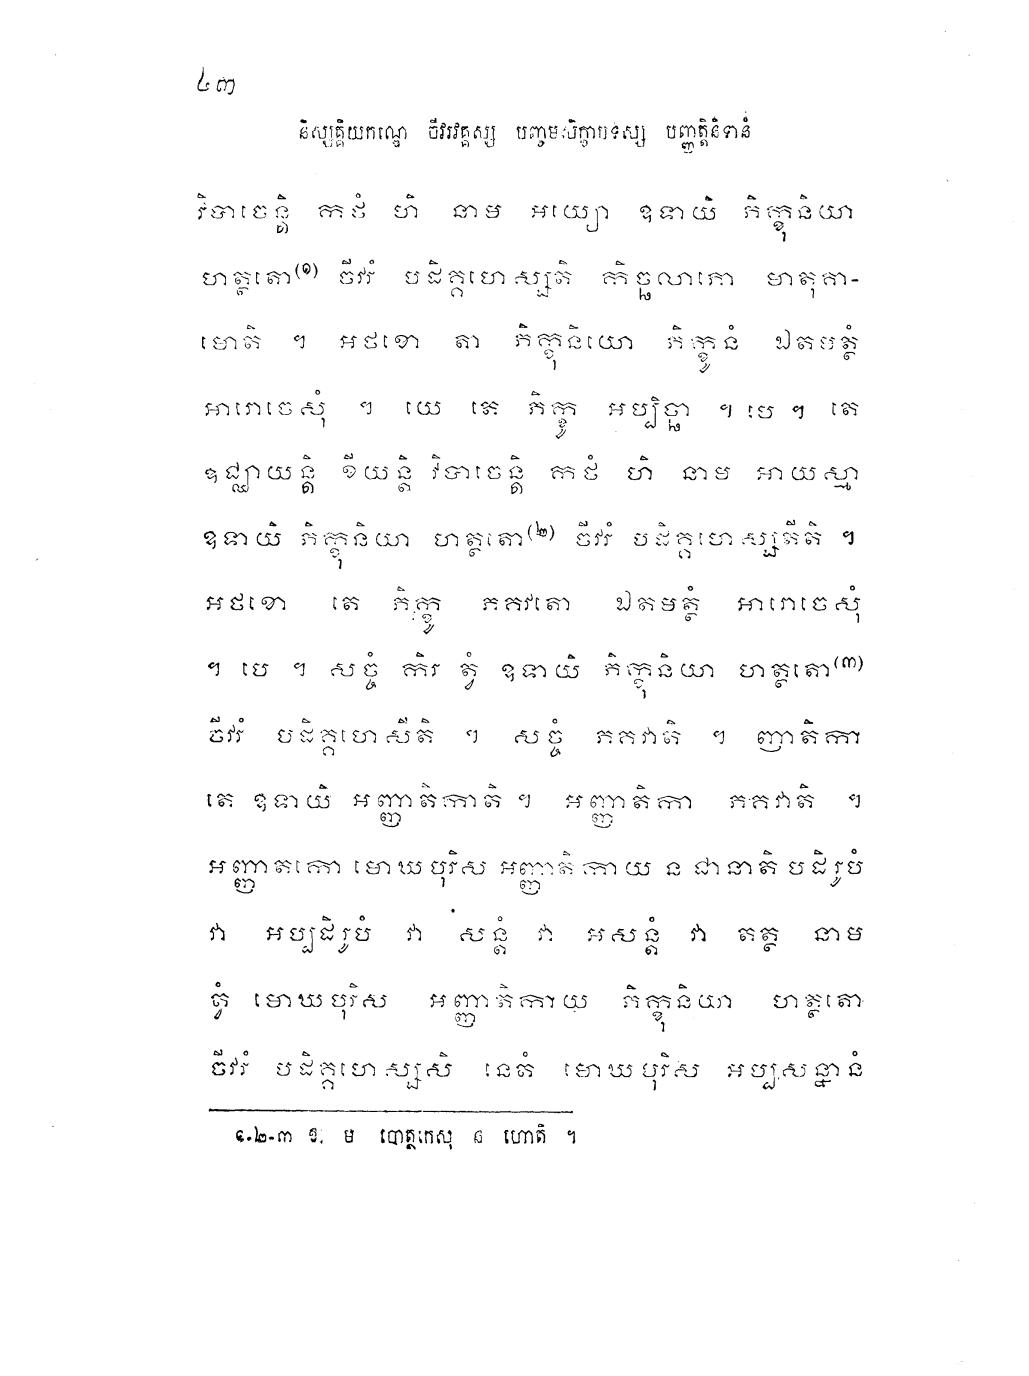 ៤៣
និស្សគ្គិយកណ្ឌេ ចីវរវគ្គស្ស បញ្ចមសិក្ខាបទស្ស បញ្ញត្តិនិទានំ
វិបាចេន្តិ កថំ ហិ នាម អយ្យោ ឧទាយិ ភិក្ខុនិយា
ហត្ថតោ(១) ចីវរំ បដិគ្គហេស្សតិ កិច្ឆលាភោ មាតុគា-
មោតិ ។ អថខោ តា ភិក្ខុនិយោ ភិក្ខូនំ ឯតមត្ថំ
អារោចេសុំ ។ យេ តេ ភិក្ខូ អប្បិច្ឆា ។ បេ ។ តេ
ឧជ្ឈាយន្តិ ខីយន្តិ វិបាចេន្តិ កថំ ហិ នាម អាយស្មា
ឧទាយិ ភិក្ខុនិយា ហត្ថតោ(២) ចីវរំ បដិគ្គហេស្សតីតិ ។
អថខោ តេ ភិក្ខូ ភគវតោ ឯតមត្ថំ អារោចេសុំ
។ បេ ។ សច្ចំ កិរ ត្វំ ឧទាយិ ភិក្ខុនិយា ហត្ថតោ(៣)
ចីវរំ បដិគ្គហេសីតិ ។ សច្ចំ ភគវាតិ ។ ញាតិកា
តេ ឧទាយិ អញ្ញាតិកាតិ ។ អញ្ញាតិកា ភគវាតិ ។
អញ្ញាតកោ មោឃបុរិស អញ្ញាតិកាយ ន ជានាតិ បដិរូបំ
វា អប្បដិរូបំ វា សន្តំ វា អសន្តំ វា តត្ថ នាម
ត្វំ មោឃបុរិស អញ្ញាតិកាយ ភិក្ខុនិយា ហត្ថតោ
ចីវរំ បដិគ្គហេស្សសិ នេតំ មោឃបុរិស អប្បសន្នានំ
១-២-៣ ឱ. ម បោត្ថកេសុ ន ហោតិ ។